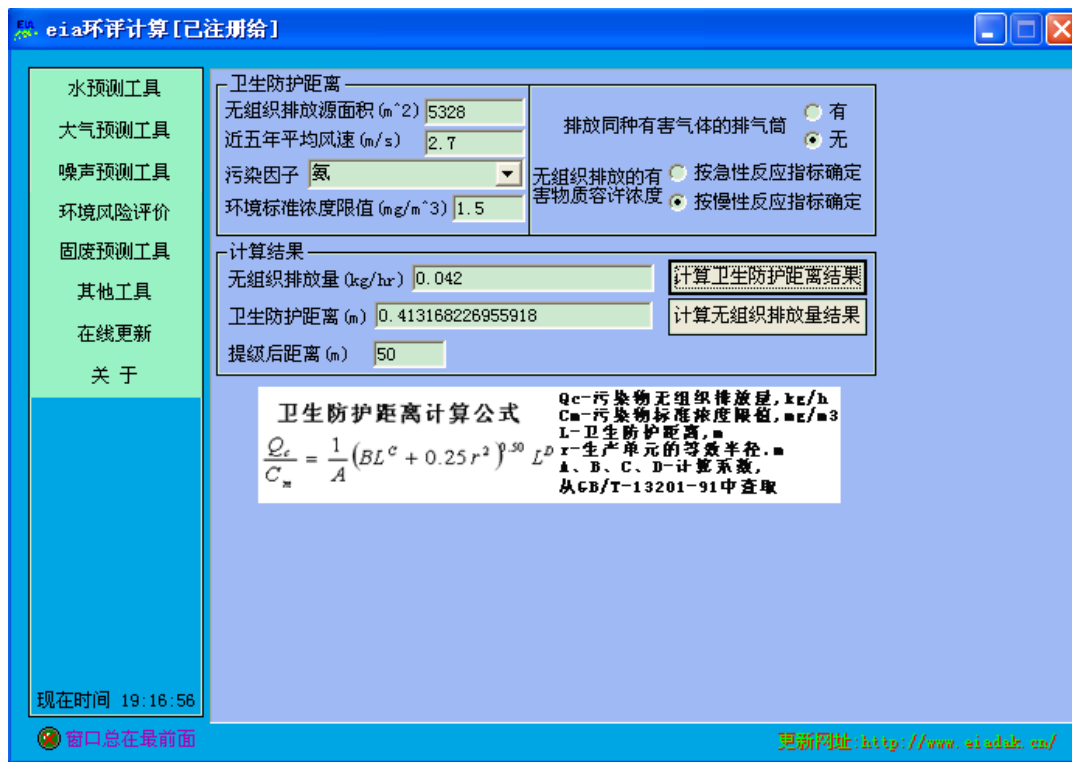 eia环评计算[已注册给]
水预测工具
大气预测工具
噪声预测工具
环境风险评价
固废预测工具
其他工具
在线更新
关 于
现在时间 19:16:56
窗口总在最前面
卫生防护距离
无组织排放源面积(m^2) 5328
近五年平均风速(m/s) 2.7
污染因子 氨
环境标准浓度限值(mg/m^3) 1.5
排放同种有害气体的排气筒
有
无
无组织排放的有
害物质容许浓度
按急性反应指标确定
按慢性反应指标确定
计算结果
无组织排放量(kg/hr) 0.042
卫生防护距离(m) 0.413168226955918
提级后距离(m) 50
计算卫生防护距离结果
计算无组织排放量结果
卫生防护距离计算公式
Q_c/C_m = 1/A (BL^C + 0.25r^2)^0.50 L^D
Qc-污染物无组织排放量,kg/h
Cm-污染物标准浓度限值,mg/m3
L-卫生防护距离,m
r-生产单元的等效半径.m
A、B、C、D-计算系数,
从GB/T-13201-91中查取
更新网址:http://www.eiadak.cn/